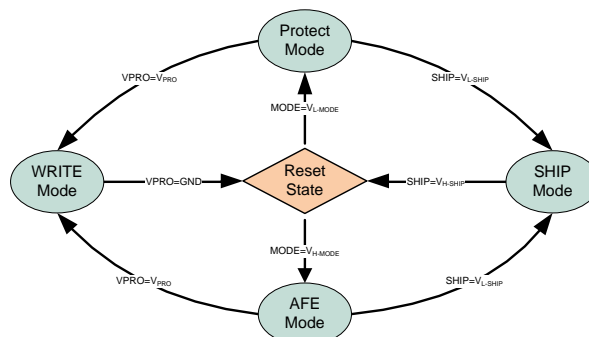 Protect
Mode
VPRO=VPRO
SHIP=VL-SHIP
MODE=VL-MODE
WRITE
Mode
VPRO=GND
Reset
State
SHIP=VH-SHIP
SHIP
Mode
MODE=VH-MODE
VPRO=VPRO
SHIP=VL-SHIP
AFE
Mode